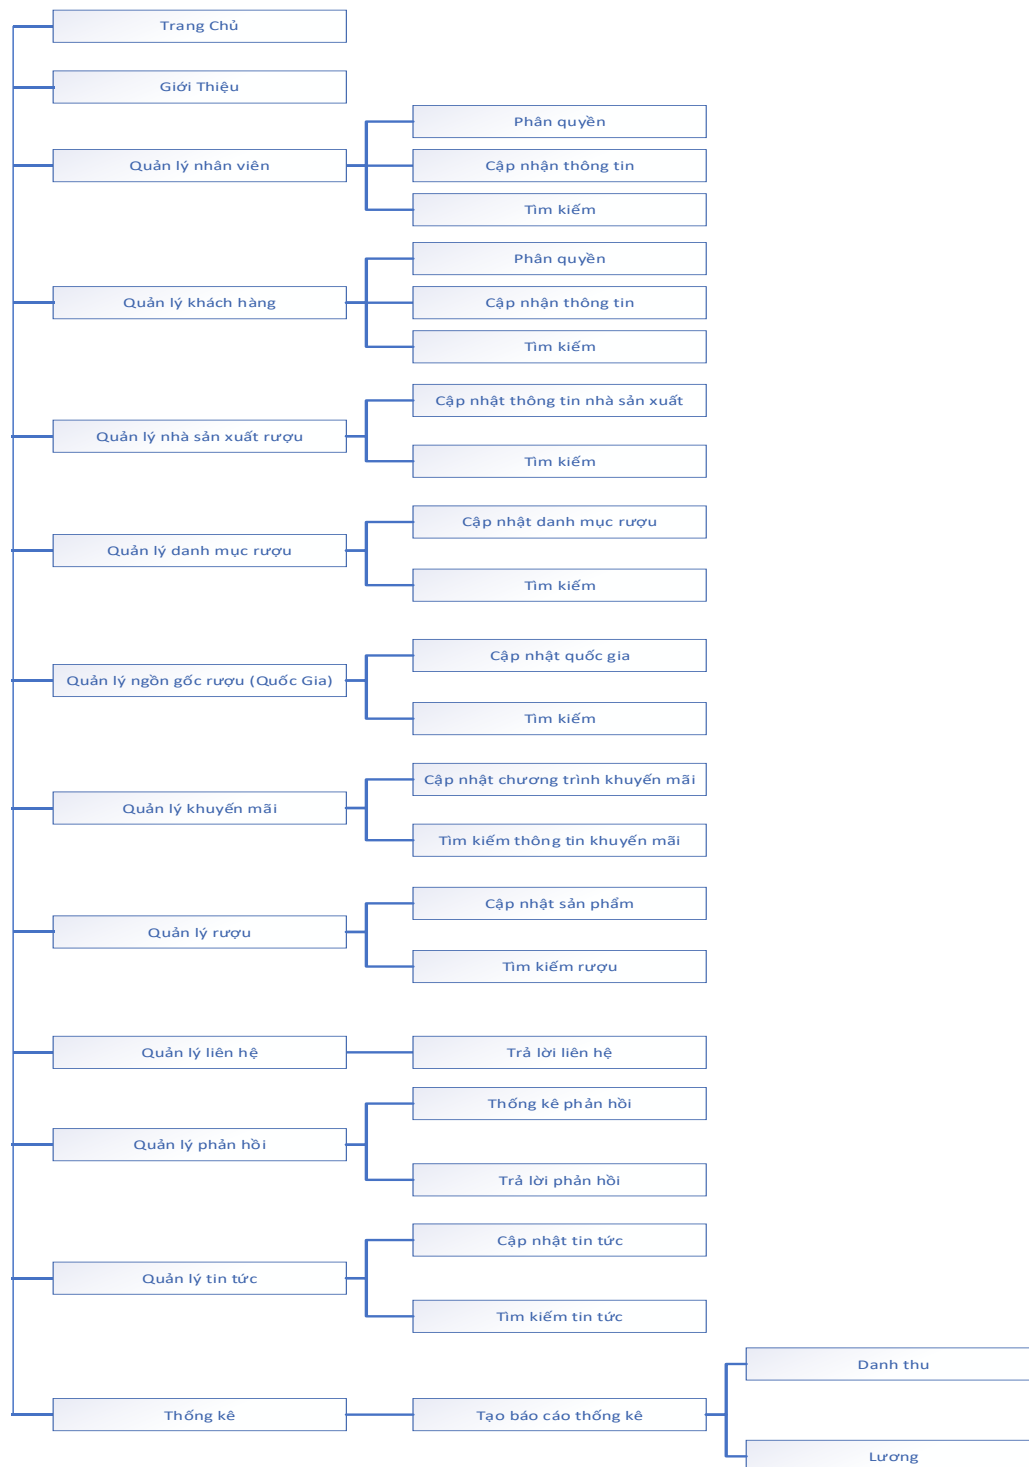 Trang Chủ
Giới Thiệu
Quản lý nhân viên
Phân quyền
Cập nhận thông tin
Tìm kiếm
Quản lý khách hàng
Phân quyền
Cập nhận thông tin
Tìm kiếm
Quản lý nhà sản xuất rượu
Cập nhật thông tin nhà sản xuất
Tìm kiếm
Quản lý danh mục rượu
Cập nhật danh mục rượu
Tìm kiếm
Quản lý ngồn gốc rượu (Quốc Gia)
Cập nhật quốc gia
Tìm kiếm
Quản lý khuyến mãi
Cập nhật chương trình khuyến mãi
Tìm kiếm thông tin khuyến mãi
Quản lý rượu
Cập nhật sản phẩm
Tìm kiếm rượu
Quản lý liên hệ
Trả lời liên hệ
Quản lý phản hồi
Thống kê phản hồi
Trả lời phản hồi
Quản lý tin tức
Cập nhật tin tức
Tìm kiếm tin tức
Thống kê
Tạo báo cáo thống kê
Danh thu
Lương